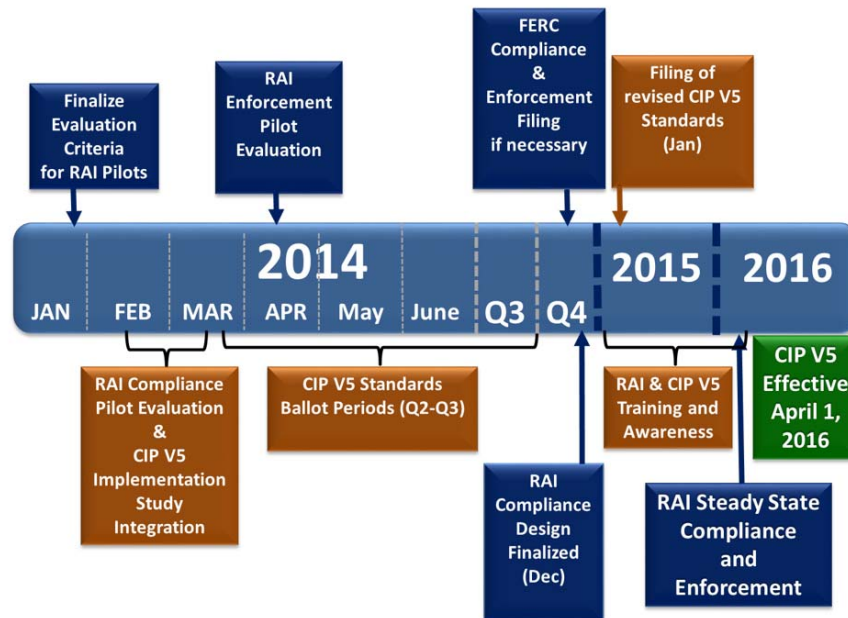 Finalize
Evaluation
Criteria
for RAI Pilots
RAI
Enforcement
Pilot
Evaluation
FERC
Compliance
&
Enforcement
Filing
if necessary
Filing of
revised CIP V5
Standards
(Jan)
2014
2015
2016
JAN
FEB
MAR
APR
May
June
Q3
Q4
RAI Compliance
Pilot Evaluation
&
CIP V5
Implementation
Study
Integration
CIP V5 Standards
Ballot Periods (Q2-Q3)
RAI
Compliance
Design
Finalized
(Dec)
RAI & CIP V5
Training and
Awareness
RAI Steady State
Compliance
and
Enforcement
CIP V5
Effective
April 1,
2016